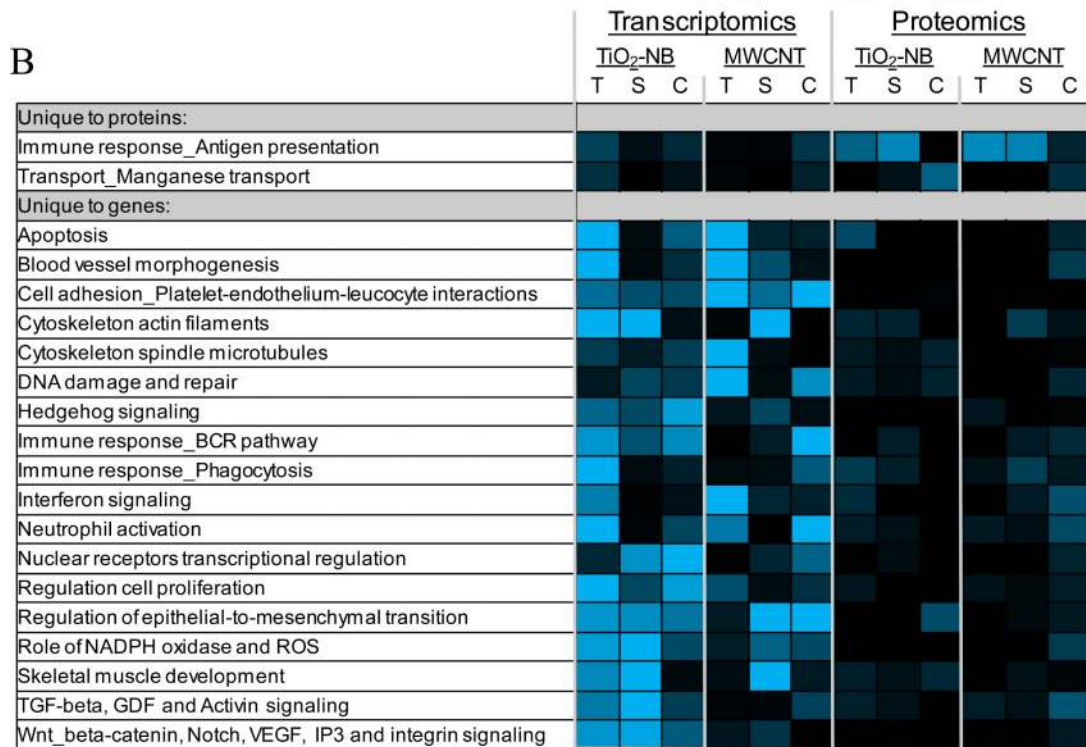 B
Transcriptomics Proteomics
TiO2-NB MWCNT TiO2-NB MWCNT
T S C T S C T S C T S C
Unique to proteins:
Immune response_Antigen presentation
Transport_Manganese transport
Unique to genes:
Apoptosis
Blood vessel morphogenesis
Cell adhesion_Platelet-endothelium-leucocyte interactions
Cytoskeleton actin filaments
Cytoskeleton spindle microtubules
DNA damage and repair
Hedgehog signaling
Immune response_BCR pathway
Immune response_Phagocytosis
Interferon signaling
Neutrophil activation
Nuclear receptors transcriptional regulation
Regulation cell proliferation
Regulation of epithelial-to-mesenchymal transition
Role of NADPH oxidase and ROS
Skeletal muscle development
TGF-beta, GDF and Activin signaling
Wnt_beta-catenin, Notch, VEGF, IP3 and integrin signaling